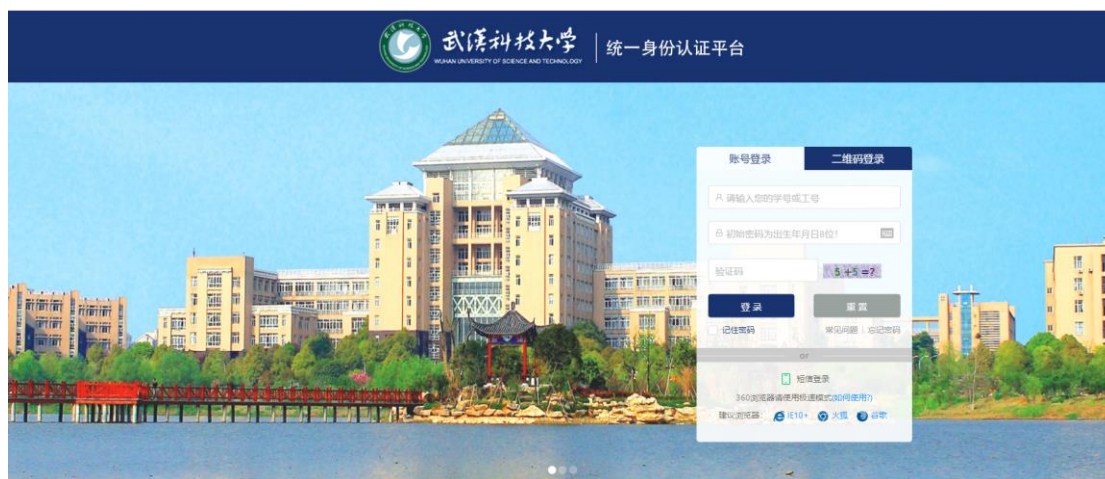 武汉科技大学
WUHAN UNIVERSITY OF SCIENCE AND TECHNOLOGY
统一身份认证平台
账号登录 二维码登录
请输入您的学号或工号
初始密码为出生年月日8位!
验证码 5+5=?
登 录 重 置
记住密码 常见问题 | 忘记密码
or
短信登录
360浏览器请使用极速模式(如何使用?)
建议浏览器 IE10+ 火狐 谷歌